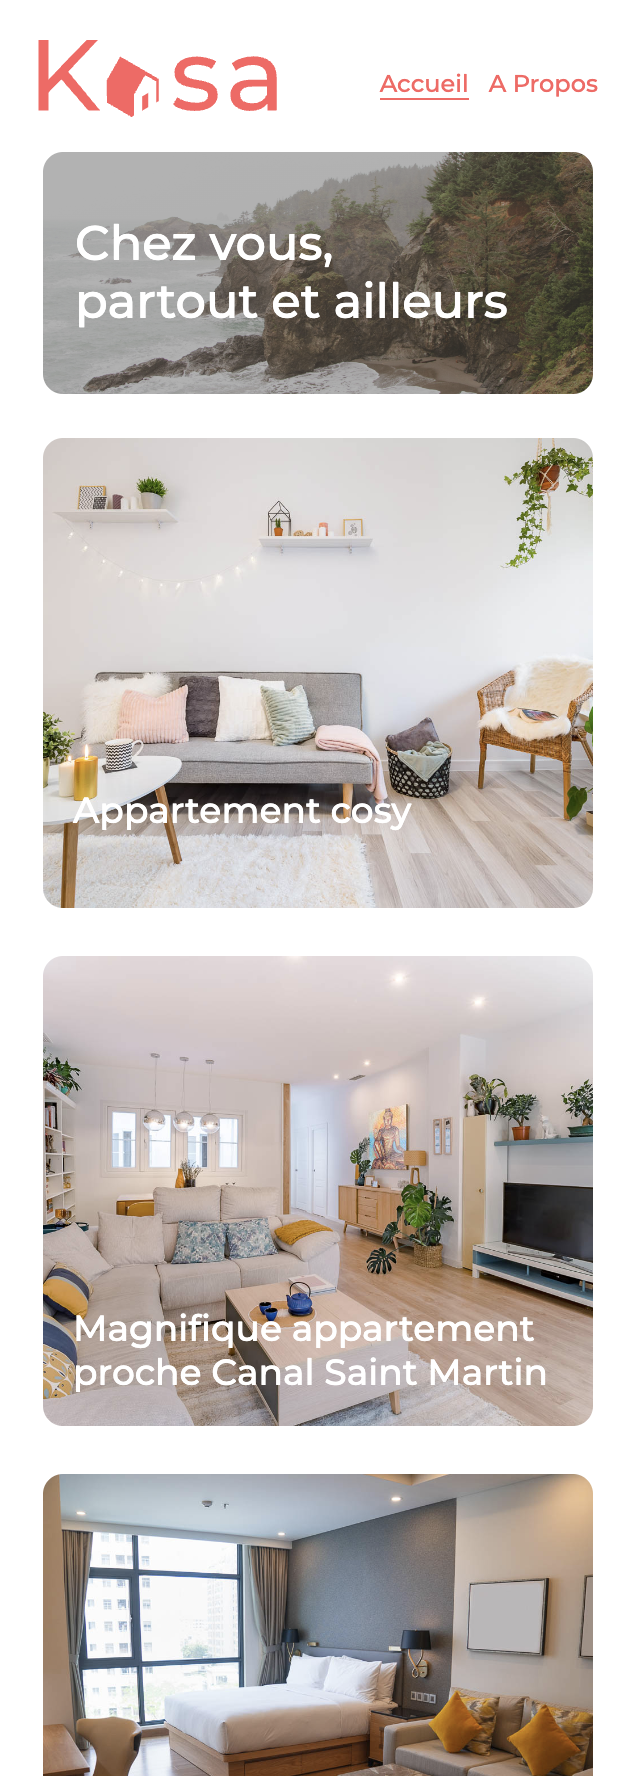 Kasa
Accueil A Propos
Chez vous,
partout et ailleurs
Appartement cosy
Magnifique appartement
proche Canal Saint Martin